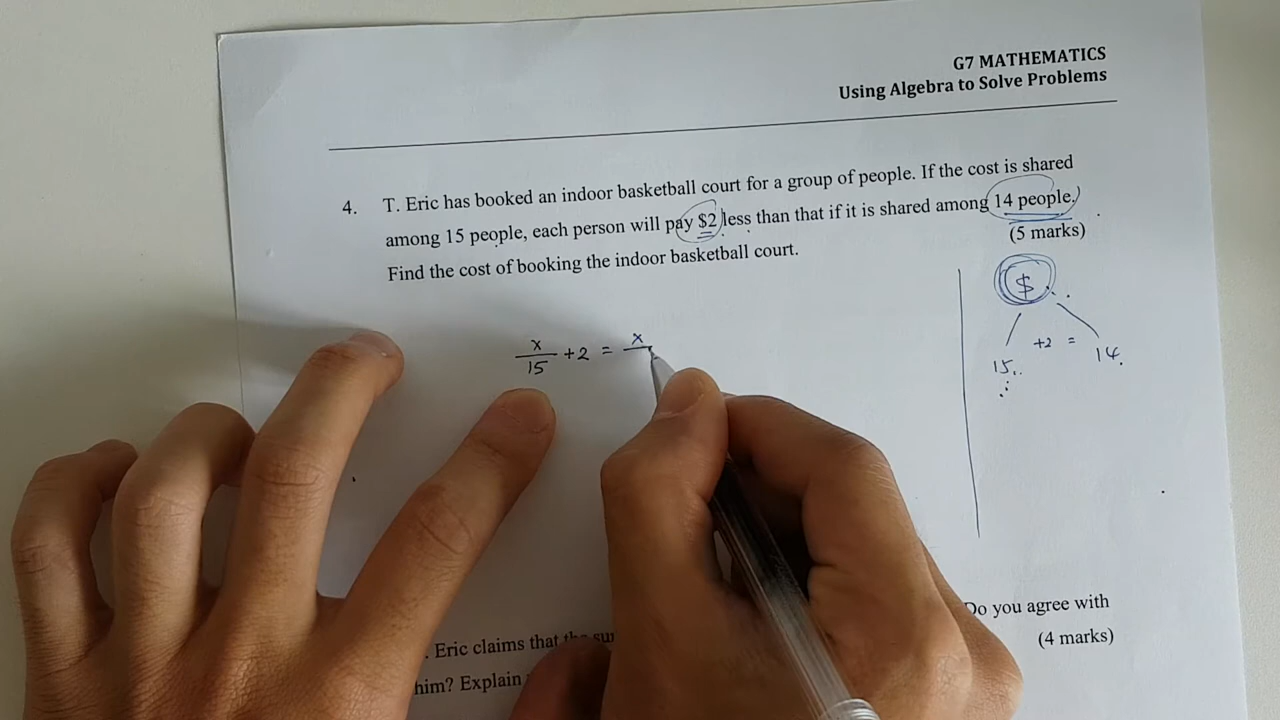 G7 MATHEMATICS
Using Algebra to Solve Problems
4. T. Eric has booked an indoor basketball court for a group of people. If the cost is shared
among 15 people, each person will pay $2 less than that if it is shared among 14 people.
(5 marks)
Find the cost of booking the indoor basketball court.
$
x/15 +2 = x
15 +2 = 14
. Eric claims that the
Do you agree with
him? Explain
(4 marks)